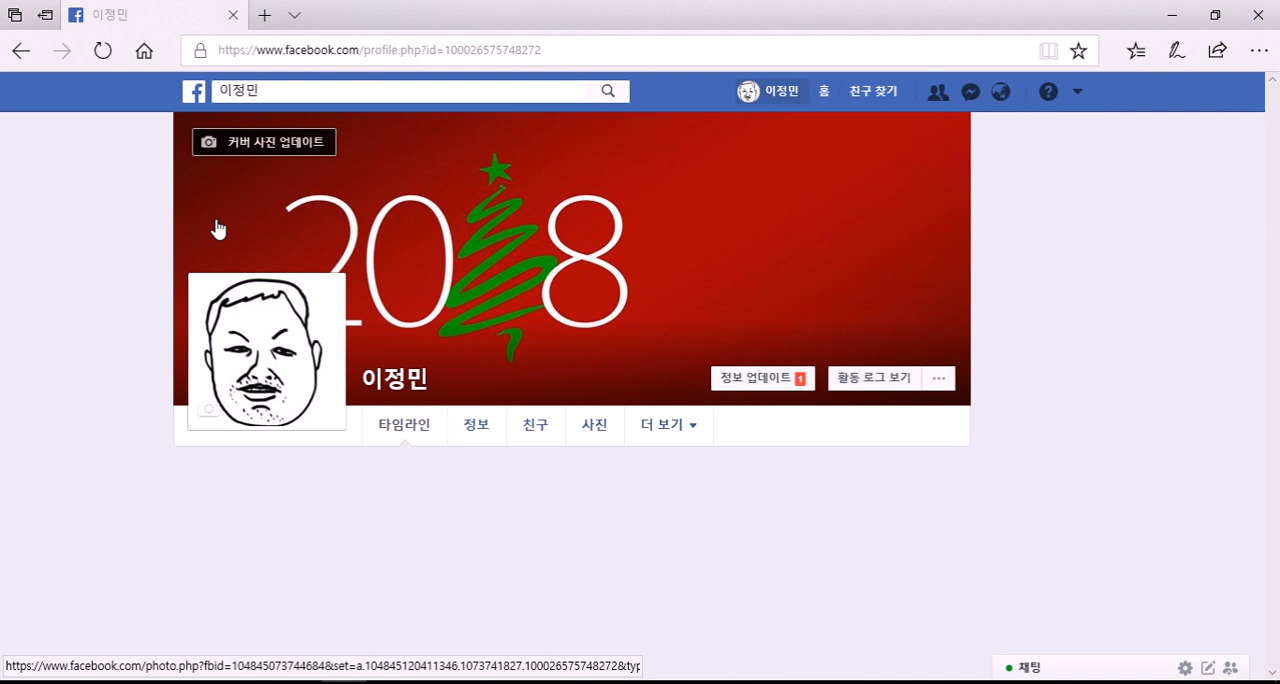 이정민
https://www.facebook.com/profile.php?id=100026575748272
이정민
이정민 홈 친구 찾기
커버 사진 업데이트
2018
이정민
정보 업데이트 1 활동 로그 보기
타임라인 정보 친구 사진 더 보기
https://www.facebook.com/photo.php?fbid=104845073744684&set=a.104845120411346.1073741827.100026575748272&typ
채팅